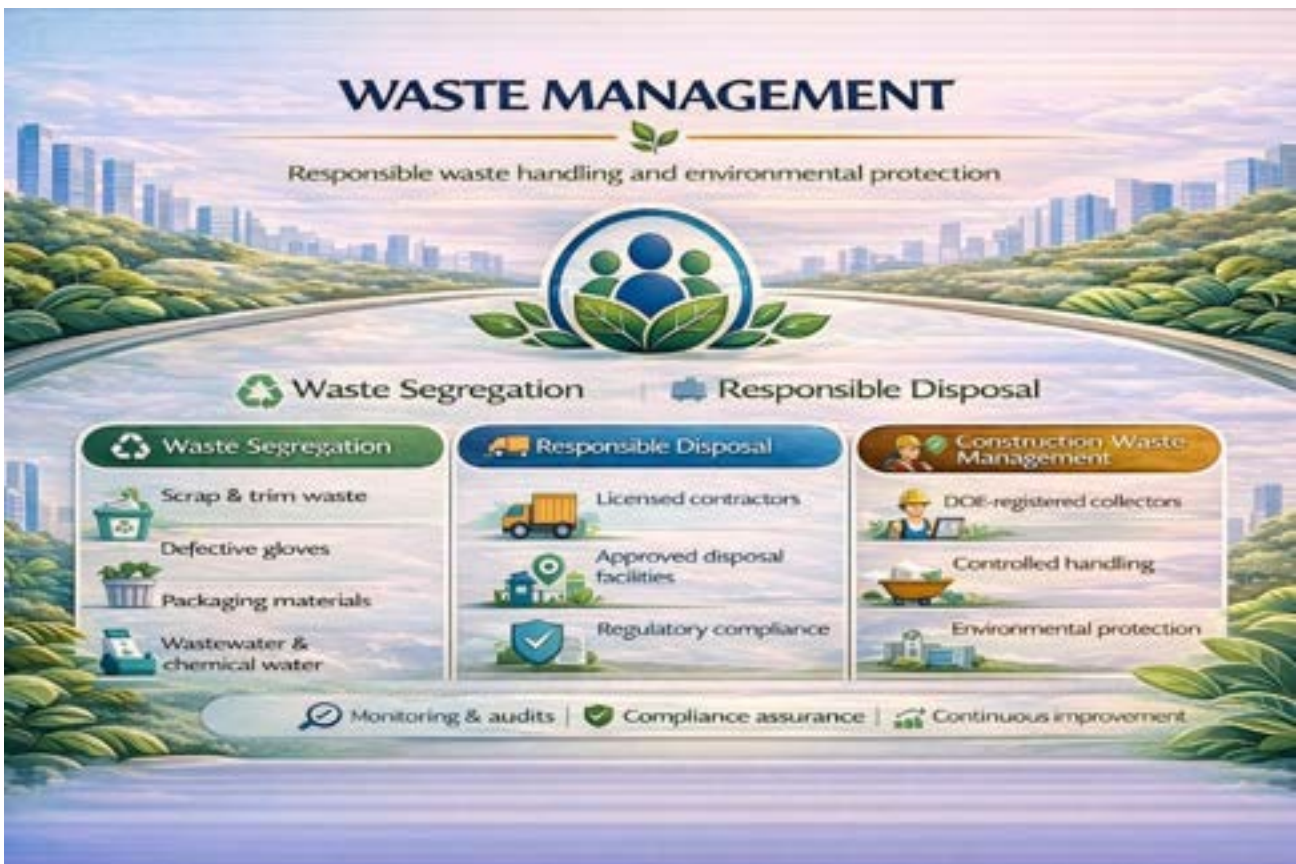 WASTE MANAGEMENT
Responsible waste handling and environmental protection
Waste Segregation
Responsible Disposal
Waste Segregation
Scrap & trim waste
Defective gloves
Packaging materials
Wastewater &
chemical water
Responsible Disposal
Licensed contractors
Approved disposal
facilities
Regulatory compliance
Construction Waste
Management
DOE-registered collectors
Controlled handling
Environmental protection
Monitoring & audits | Compliance assurance | Continuous improvement